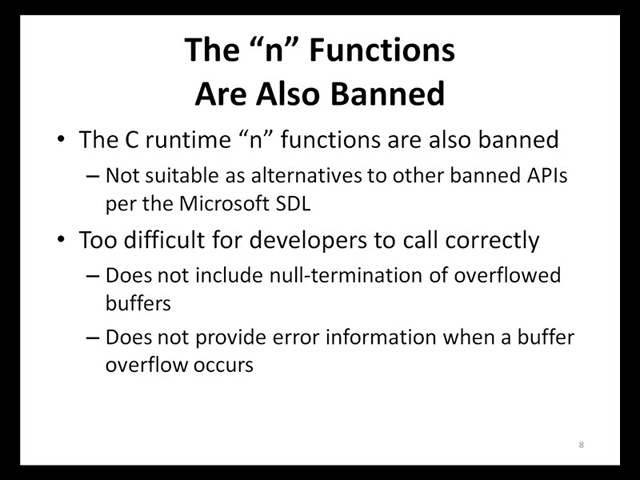 The “n” Functions
Are Also Banned
• The C runtime “n” functions are also banned
– Not suitable as alternatives to other banned APIs
per the Microsoft SDL
• Too difficult for developers to call correctly
– Does not include null-termination of overflowed
buffers
– Does not provide error information when a buffer
overflow occurs
8